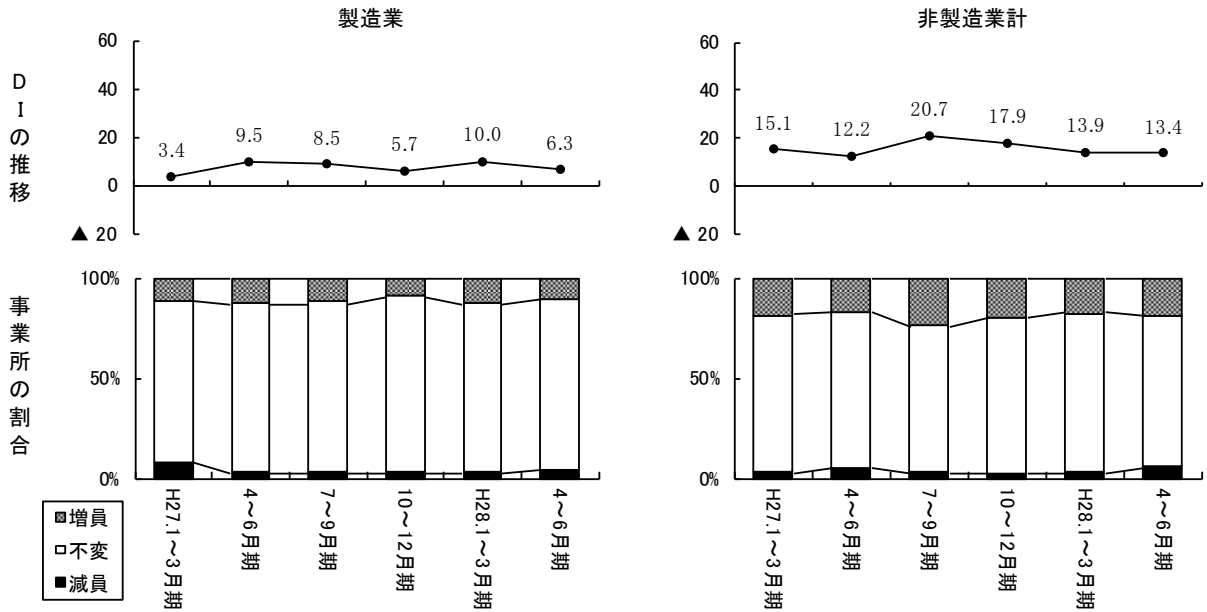 製造業
非製造業計
DIの推移
60
40
20
0
▲ 20
3.4
9.5
8.5
5.7
10.0
6.3
60
40
20
0
▲ 20
15.1
12.2
20.7
17.9
13.9
13.4
事業所の割合
100%
50%
0%
100%
50%
0%
H27.1～3月期
4～6月期
7～9月期
10～12月期
H28.1～3月期
4～6月期
H27.1～3月期
4～6月期
7～9月期
10～12月期
H28.1～3月期
4～6月期
増員
不変
減員